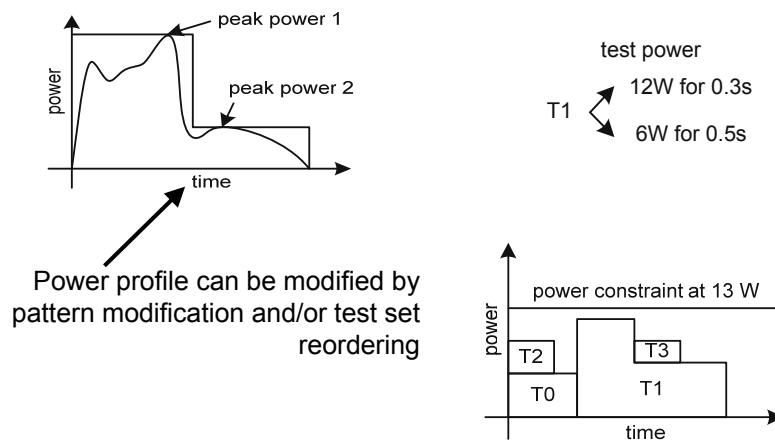 peak power 1
peak power 2
power
time
Power profile can be modified by
pattern modification and/or test set
reordering
test power
12W for 0.3s
T1
6W for 0.5s
power constraint at 13 W
power
T2
T3
T0
T1
time